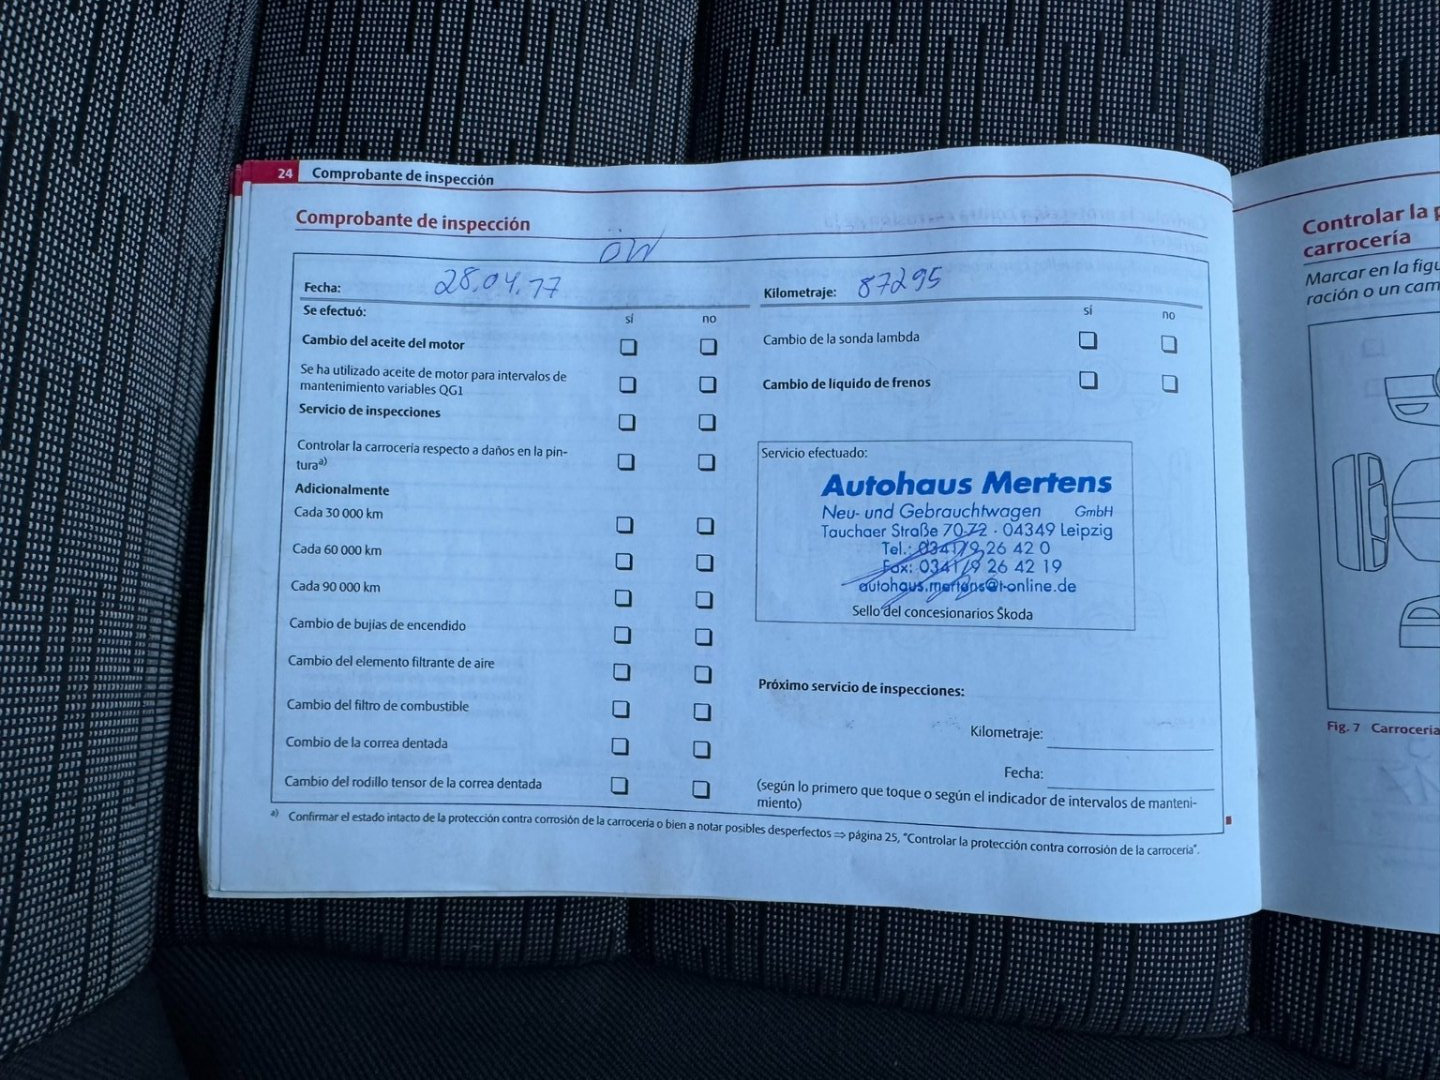 24 Comprobante de inspección
Comprobante de inspección
ÖW
Fecha: 28.04.17
Se efectuó:
sí no
Cambio del aceite del motor
Se ha utilizado aceite de motor para intervalos de
mantenimiento variables QG1
Servicio de inspecciones
Controlar la carroceria respecto a daños en la pin-
turaa)
Adicionalmente
Cada 30 000 km
Cada 60 000 km
Cada 90 000 km
Cambio de bujías de encendido
Cambio del elemento filtrante de aire
Cambio del filtro de combustible
Combio de la correa dentada
Cambio del rodillo tensor de la correa dentada
Kilometraje: 87295
sí no
Cambio de la sonda lambda
Cambio de liquido de frenos
Servicio efectuado:
Autohaus Mertens
Neu- und Gebrauchtwagen GmbH
Tauchaer Straße 70-72 · 04349 Leipzig
Tel.: 0341/9 26 42 0
Fax: 0341/9 26 42 19
autohaus.mertens@t-online.de
Sello del concesionarios Škoda
Próximo servicio de inspecciones:
Kilometraje:
Fecha:
(según lo primero que toque o según el indicador de intervalos de manteni-
miento)
a) Confirmar el estado intacto de la protección contra corrosión de la carrocería o bien a notar posibles desperfectos ⇒ página 25, “Controlar la protección contra corrosión de la carrocería”.
Controlar la p
carrocería
Marcar en la figu
ración o un cam
Fig. 7 Carrocería